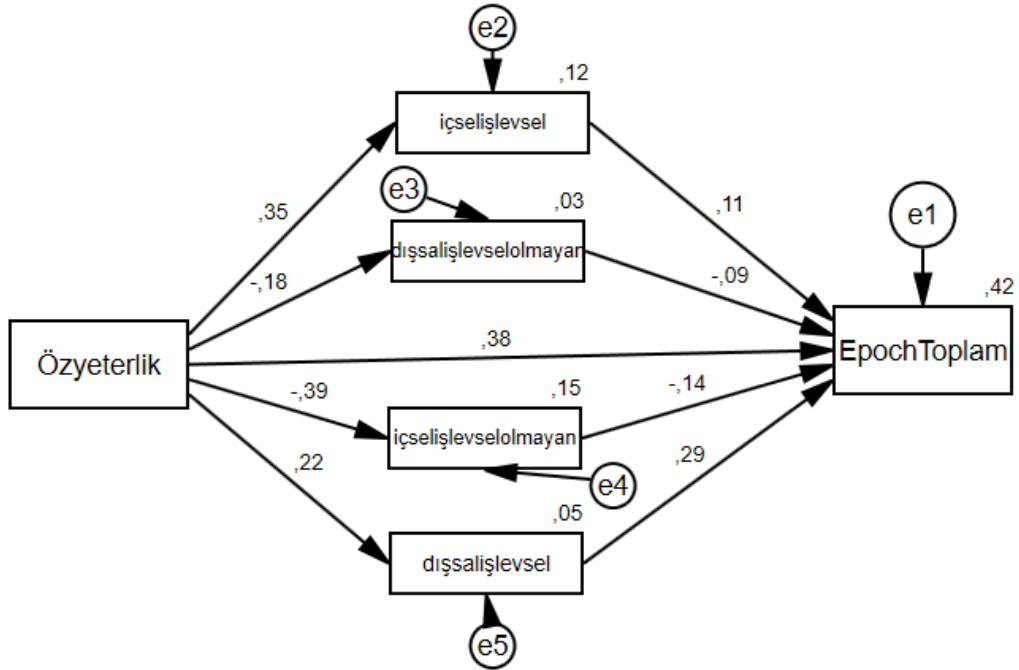 e2
,12
içselişlevsel
e3
,03
,35
,11
e1
dışsalişlevselolmayan
-,18
-,09
,42
Özyeterlik
,38
EpochToplam
-,39
,15
-,14
içselişlevselolmayan
,22
,29
e4
,05
dışsalişlevsel
e5